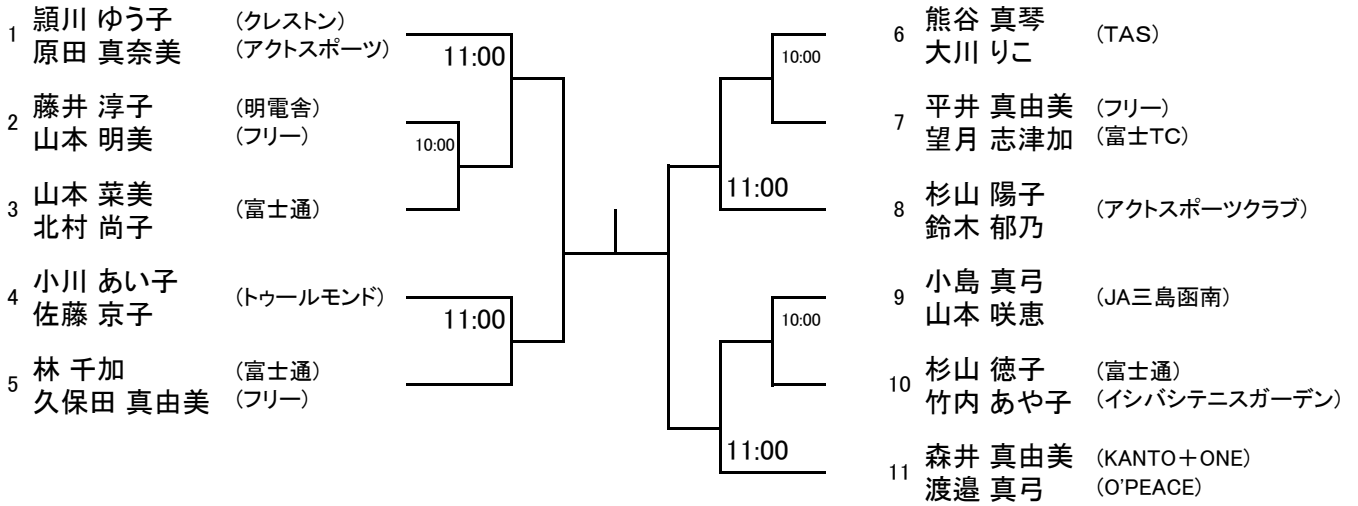 1
頴川 ゆう子 (クレストン)
原田 真奈美 (アクトスポーツ)
11:00
2
藤井 淳子 (明電舎)
山本 明美 (フリー)
10:00
3
山本 菜美
北村 尚子
(富士通)
4
小川 あい子
佐藤 京子
(トゥールモンド)
11:00
5
林 千加 (富士通)
久保田 真由美 (フリー)
6
熊谷 真琴
大川 りこ
(TAS)
10:00
7
平井 真由美 (フリー)
望月 志津加 (富士TC)
11:00
8
杉山 陽子
鈴木 郁乃
(アクトスポーツクラブ)
9
小島 真弓
山本 咲恵
(JA三島函南)
10:00
10
杉山 徳子 (富士通)
竹内 あや子 (イシバシテニスガーデン)
11:00
11
森井 真由美 (KANTO+ONE)
渡邉 真弓 (O'PEACE)